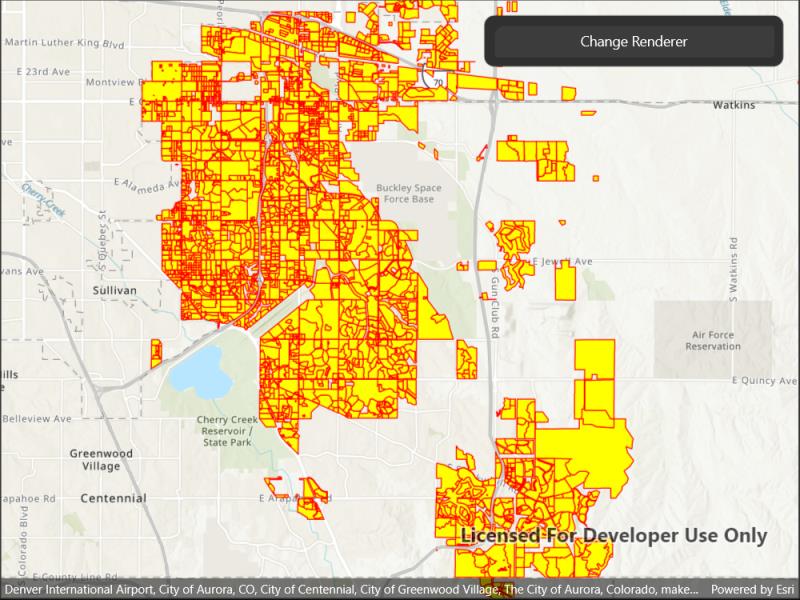 Martin Luther King Blvd
Change Renderer
E 23rd Ave
Montview
70
Watkins
E Alameda Av
Buckley Space
Force Base
Cherry Creek
S Quebec St
S Watkins Rd
vans Ave
E Jewell Ave
Sullivan
S Gun Club Rd
Air Force
Reservation
ills
E Quincy Ave
Belleview Ave
Cherry Creek
Reservoir /
State Park
Greenwood
Village
apahoe Rd
Centennial
E Arapa
S Colorado Blvd
Licensed For Developer Use Only
E County Line Rd
Denver International Airport, City of Aurora, CO, City of Centennial, City of Greenwood Village, The City of Aurora, Colorado, make...
Powered by Esri